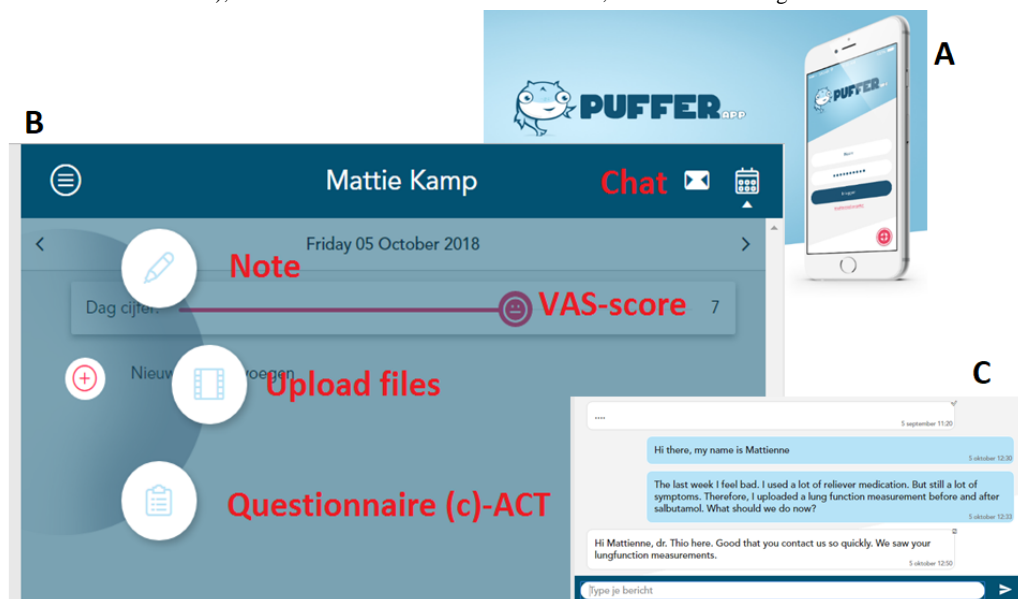 A
PUFFER APP
PUFFER
B
Mattie Kamp
Chat
Friday 05 October 2018
Note
Dag cijfer:
VAS-score
7
Nieuw voegen
Upload files
Questionnaire (c)-ACT
C
....
5 september 11:20
Hi there, my name is Mattienne
5 oktober 12:30
The last week I feel bad. I used a lot of reliever medication. But still a lot of
symptoms. Therefore, I uploaded a lung function measurement before and after
salbutamol. What should we do now?
5 oktober 12:33
Hi Mattienne, dr. Thio here. Good that you contact us so quickly. We saw your
lungfunction measurements.
5 oktober 12:50
Type je bericht